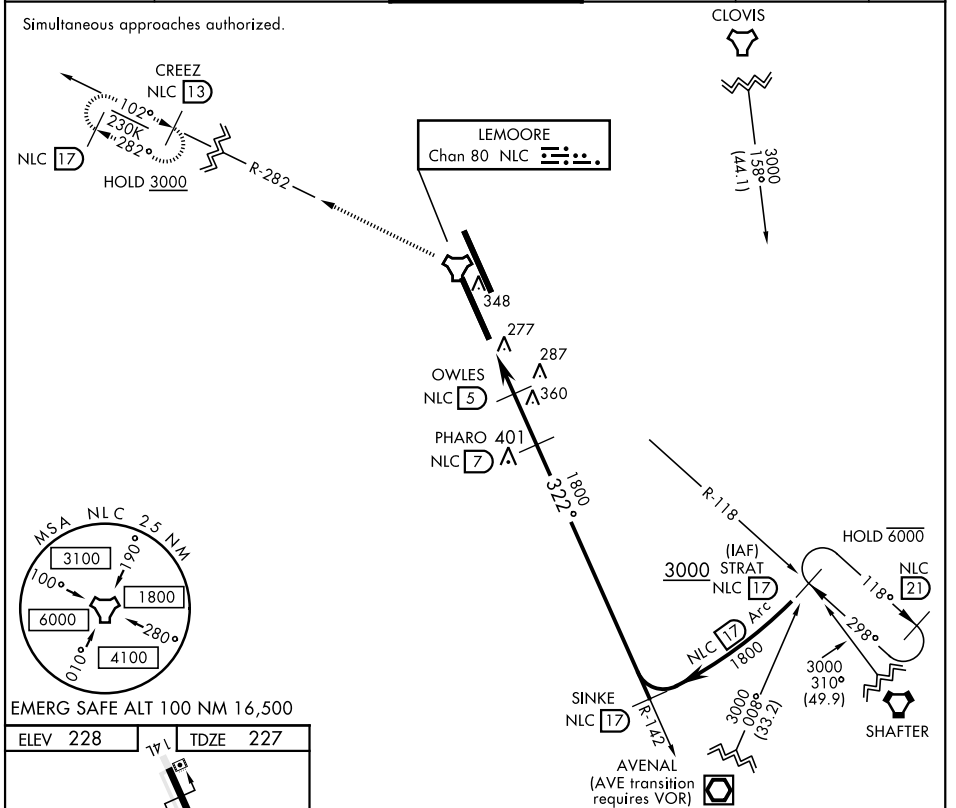 Simultaneous approaches authorized.
CLOVIS
3000
158°
(44.1)
CREEZ
NLC 13
102°
230K
282°
NLC 17
HOLD 3000
R-282
LEMOORE
Chan 80 NLC
348
277
287
360
OWLES
NLC 5
PHARO 401
NLC 7
1800
322°
R-118
HOLD 6000
(IAF)
STRAT
3000
NLC 17
NLC
21
118°
298°
NLC 17 Arc
1800
3000
310°
(49.9)
SHAFTER
3000
008°
(33.2)
SINKE
NLC 17
R-142
AVENAL
(AVE transition
requires VOR)
MSA NLC 25 NM
3100
190°
100°
1800
6000
280°
010°
4100
EMERG SAFE ALT 100 NM 16,500
ELEV 228
TDZE 227
14L